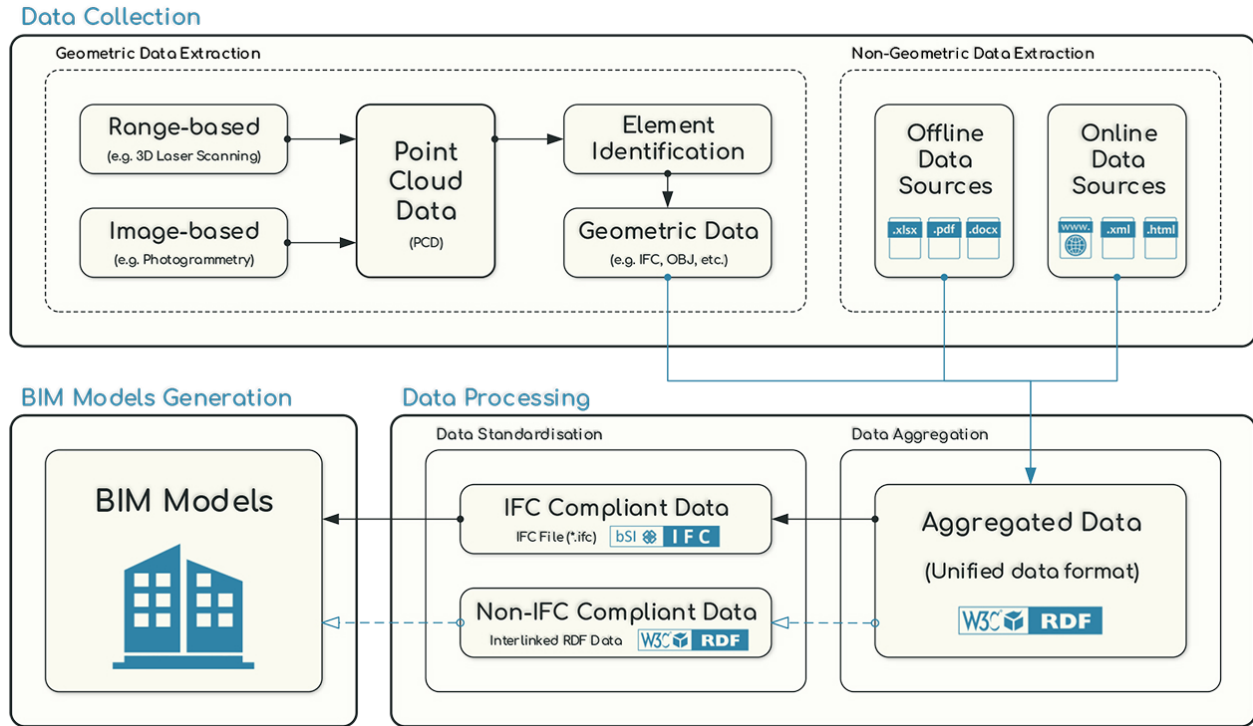 Data Collection
Geometric Data Extraction
Range-based
(e.g. 3D Laser Scanning)
Image-based
(e.g. Photogrammetry)
Point
Cloud
Data
(PCD)
Element
Identification
Geometric Data
(e.g. IFC, OBJ, etc.)
Non-Geometric Data Extraction
Offline
Data
Sources
.xlsx
.pdf
.docx
Online
Data
Sources
www.
.xml
.html
BIM Models Generation
BIM Models
Data Processing
Data Standardisation
IFC Compliant Data
IFC File (*.ifc)
bSI IFC
Non-IFC Compliant Data
Interlinked RDF Data
W3C RDF
Data Aggregation
Aggregated Data
(Unified data format)
W3C RDF